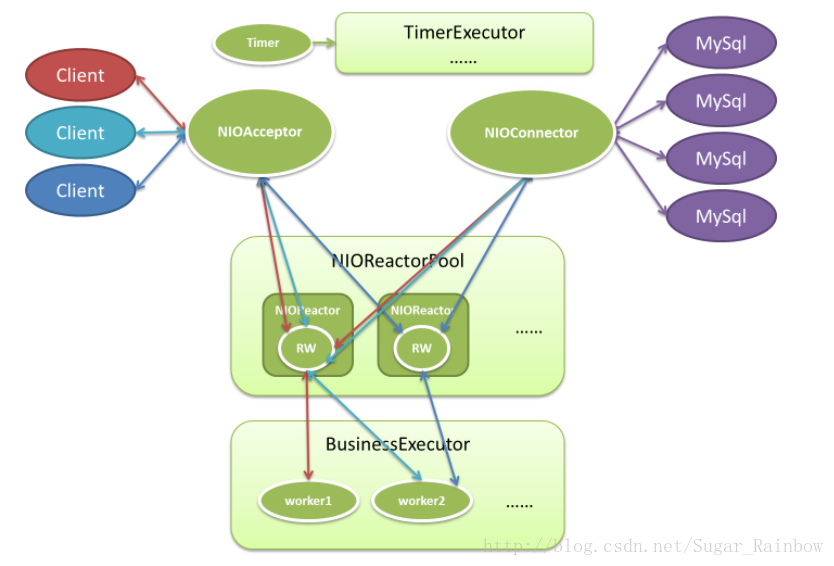 Timer
TimerExecutor
......
Client
Client
Client
NIOAcceptor
NIOConnector
MySql
MySql
MySql
MySql
NIOReactorPool
NIOReactor
RW
NIOReactor
RW
......
BusinessExecutor
worker1
worker2
......
http://blog.csdn.net/Sugar_Rainbow